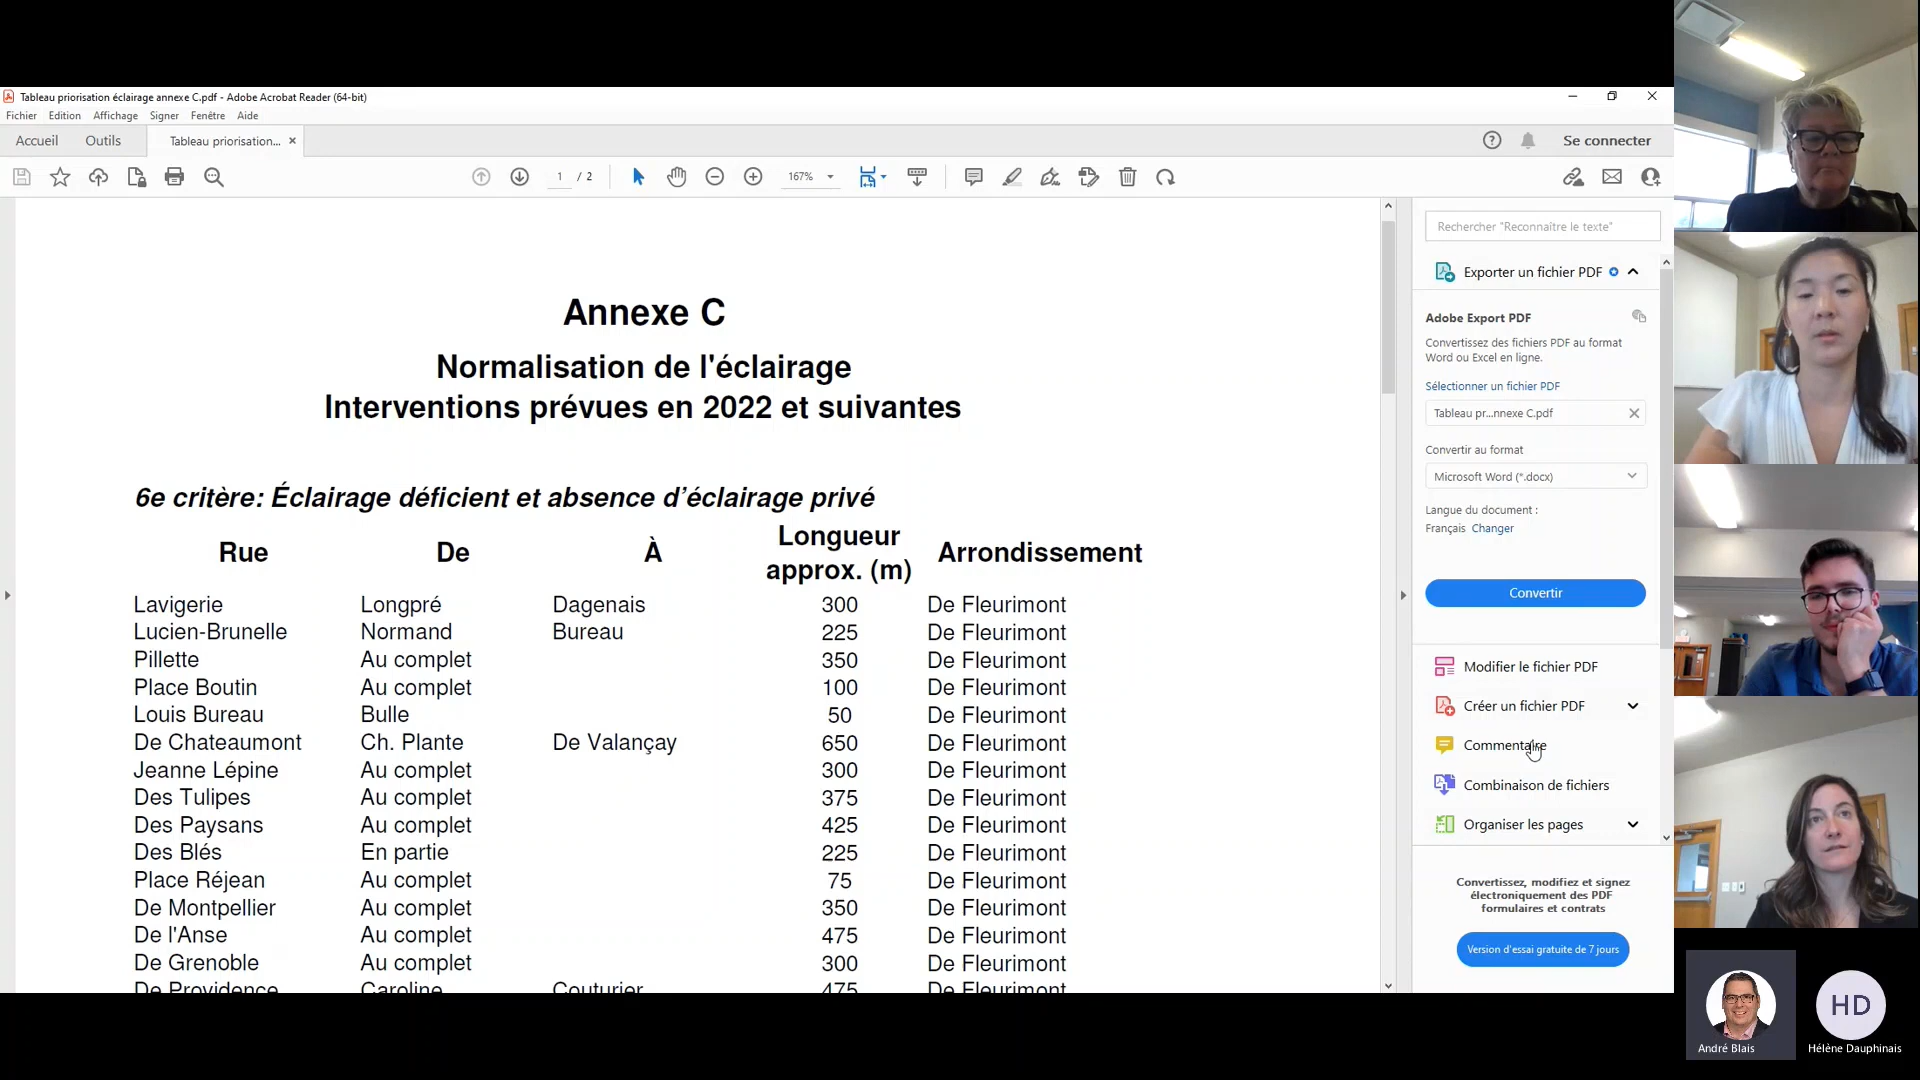 Tableau priorisation éclairage annexe C.pdf - Adobe Acrobat Reader (64-bit)
Fichier Edition Affichage Signer Fenêtre Aide
Accueil Outils Tableau priorisation... × Se connecter
1 / 2 167%
Annexe C
Normalisation de l'éclairage
Interventions prévues en 2022 et suivantes
6e critère: Éclairage déficient et absence d’éclairage privé
Rue De À Longueur approx. (m) Arrondissement
Lavigerie Longpré Dagenais 300 De Fleurimont
Lucien-Brunelle Normand Bureau 225 De Fleurimont
Pillette Au complet 350 De Fleurimont
Place Boutin Au complet 100 De Fleurimont
Louis Bureau Bulle 50 De Fleurimont
De Chateaumont Ch. Plante De Valançay 650 De Fleurimont
Jeanne Lépine Au complet 300 De Fleurimont
Des Tulipes Au complet 375 De Fleurimont
Des Paysans Au complet 425 De Fleurimont
Des Blés En partie 225 De Fleurimont
Place Réjean Au complet 75 De Fleurimont
De Montpellier Au complet 350 De Fleurimont
De l'Anse Au complet 475 De Fleurimont
De Grenoble Au complet 300 De Fleurimont
De Providence Caroline Couturier 475 De Fleurimont
Rechercher "Reconnaître le texte"
Exporter un fichier PDF
Adobe Export PDF
Convertissez des fichiers PDF au format
Word ou Excel en ligne.
Sélectionner un fichier PDF
Tableau pr...nnexe C.pdf
Convertir au format
Microsoft Word (*.docx)
Langue du document :
Français Changer
Convertir
Modifier le fichier PDF
Créer un fichier PDF
Commentaire
Combinaison de fichiers
Organiser les pages
Convertissez, modifiez et signez
électroniquement des PDF
formulaires et contrats
Version d'essai gratuite de 7 jours
HD
André Blais
Hélène Dauphinais